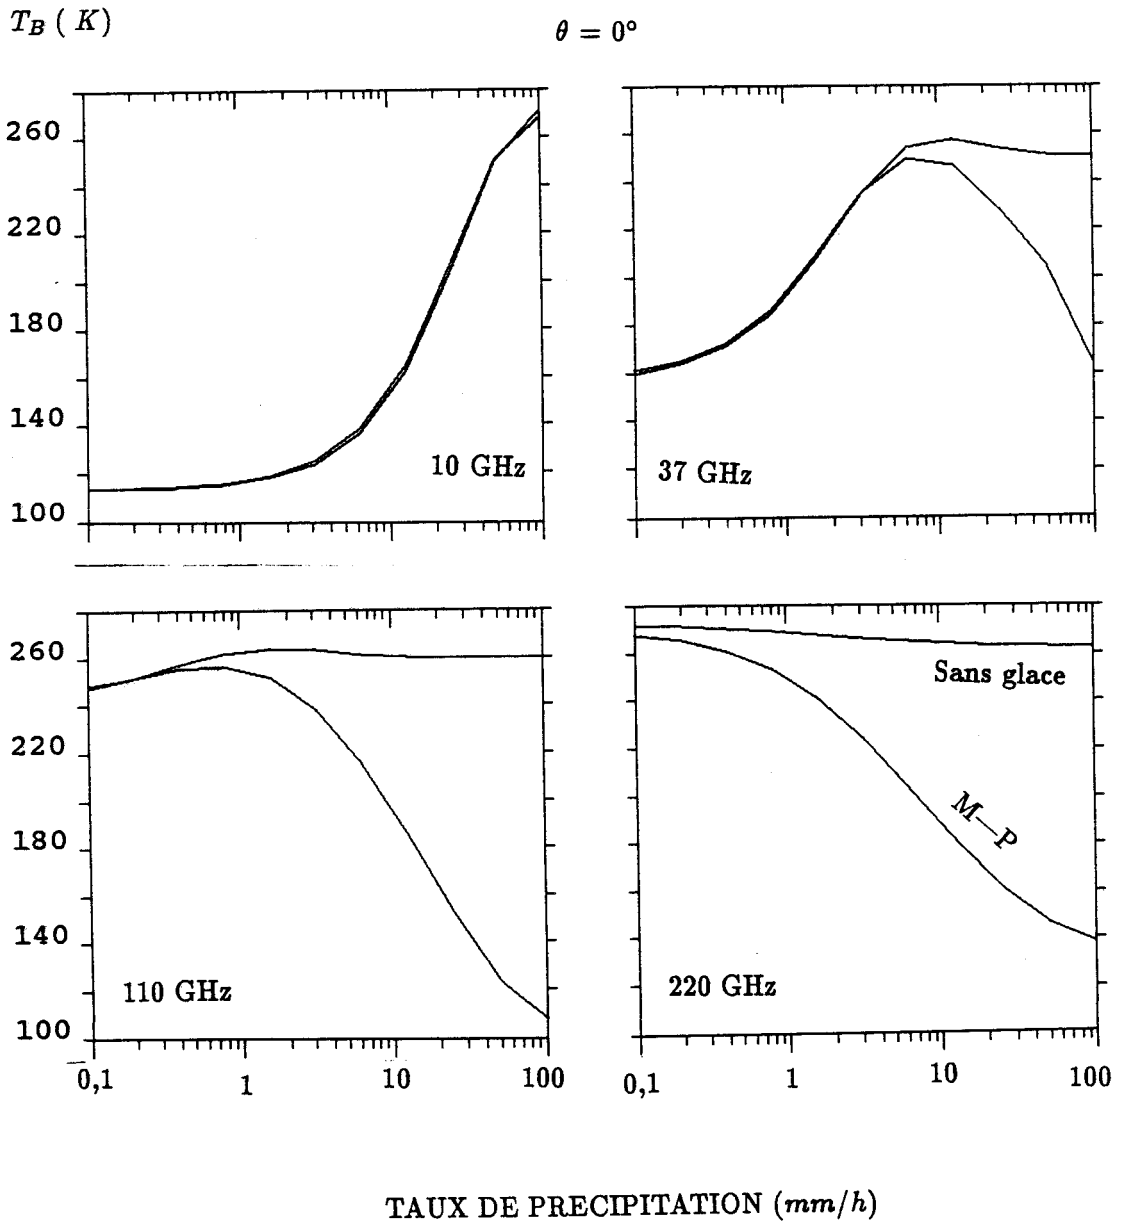 T_B ( K)
θ = 0°
260
220
180
140
100
10 GHz
37 GHz
260
220
180
140
100
110 GHz
Sans glace
M—P
220 GHz
0,1 1 10 100
0,1 1 10 100
TAUX DE PRECIPITATION (mm/h)